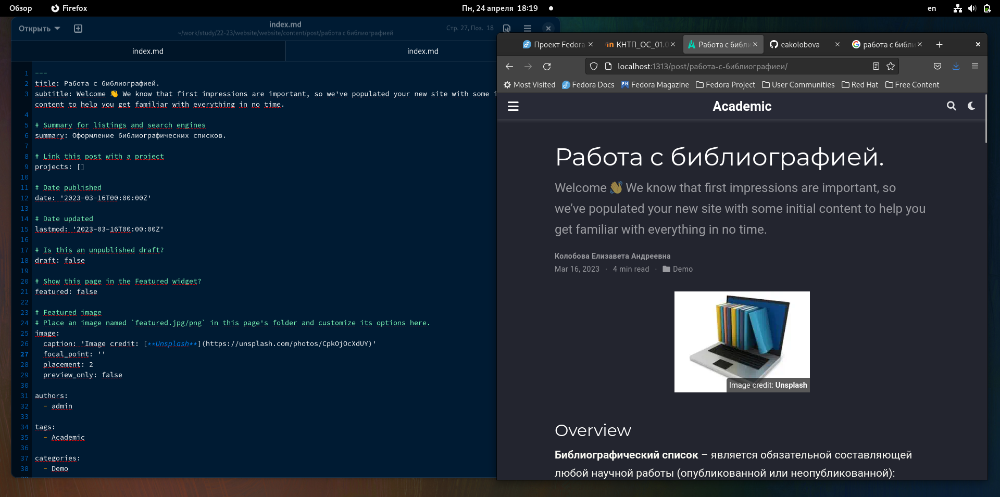 Обзор Firefox Пн, 24 апреля 18:19 en
Открыть index.md Стр. 27, Поз. 18
~/work/study/22-23/website/website/content/post/работа с библиографией
index.md index.md
1 ---
2 title: Работа с библиографией.
3 subtitle: Welcome 👋 We know that first impressions are important, so we've populated your new site with some i
content to help you get familiar with everything in no time.
4
5 # Summary for listings and search engines
6 summary: Оформление библиографических списков.
7
8 # Link this post with a project
9 projects: []
10
11 # Date published
12 date: '2023-03-16T00:00:00Z'
13
14 # Date updated
15 lastmod: '2023-03-16T00:00:00Z'
16
17 # Is this an unpublished draft?
18 draft: false
19
20 # Show this page in the Featured widget?
21 featured: false
22
23 # Featured image
24 # Place an image named `featured.jpg/png` in this page's folder and customize its options here.
25 image:
26 caption: 'Image credit: [**Unsplash**](https://unsplash.com/photos/CpkOjOcXdUY)'
27 focal_point: ''
28 placement: 2
29 preview_only: false
30
31 authors:
32 - admin
33
34 tags:
35 - Academic
36
37 categories:
38 - Demo
Проект Fedora КНТП_ОС_01.0 Работа с библи eakolobova работа с библи
localhost:1313/post/работа-с-библиографиеи/
Most Visited Fedora Docs Fedora Magazine Fedora Project User Communities Red Hat Free Content
Academic
Работа с библиографией.
Welcome 👋 We know that first impressions are important, so
we’ve populated your new site with some initial content to help you
get familiar with everything in no time.
Колобова Елизавета Андреевна
Mar 16, 2023 · 4 min read · Demo
Image credit: Unsplash
Overview
Библиографический список – является обязательной составляющей
любой научной работы (опубликованной или неопубликованной):